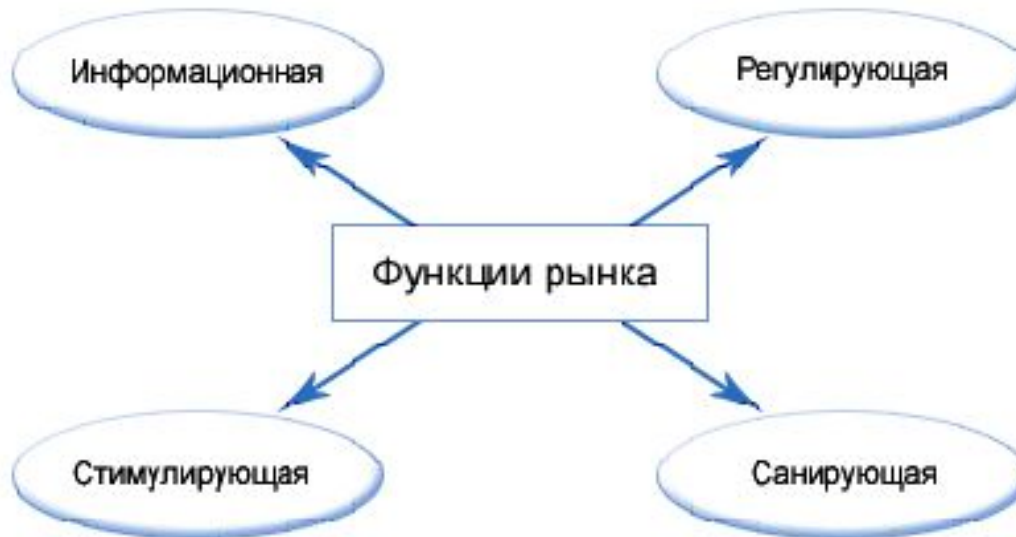 Информационная
Регулирующая
Функции рынка
Стимулирующая
Санирующая